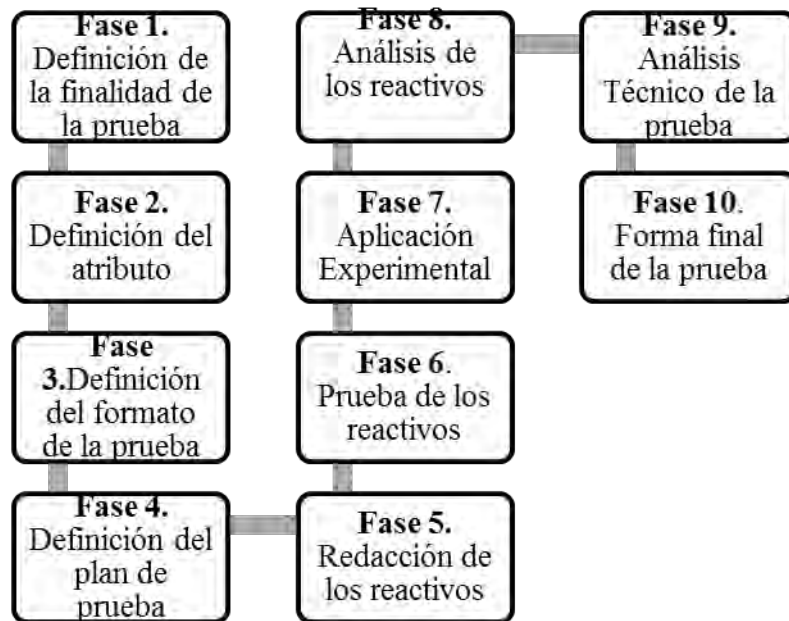 Fase 1.
Definición de
la finalidad de
la prueba
Fase 2.
Definición del
atributo
Fase
3.Definición
del formato
de la prueba
Fase 4.
Definición del
plan de
prueba
Fase 5.
Redacción de
los reactivos
Fase 6.
Prueba de los
reactivos
Fase 7.
Aplicación
Experimental
Fase 8.
Análisis de
los reactivos
Fase 9.
Análisis
Técnico de la
prueba
Fase 10.
Forma final
de la prueba